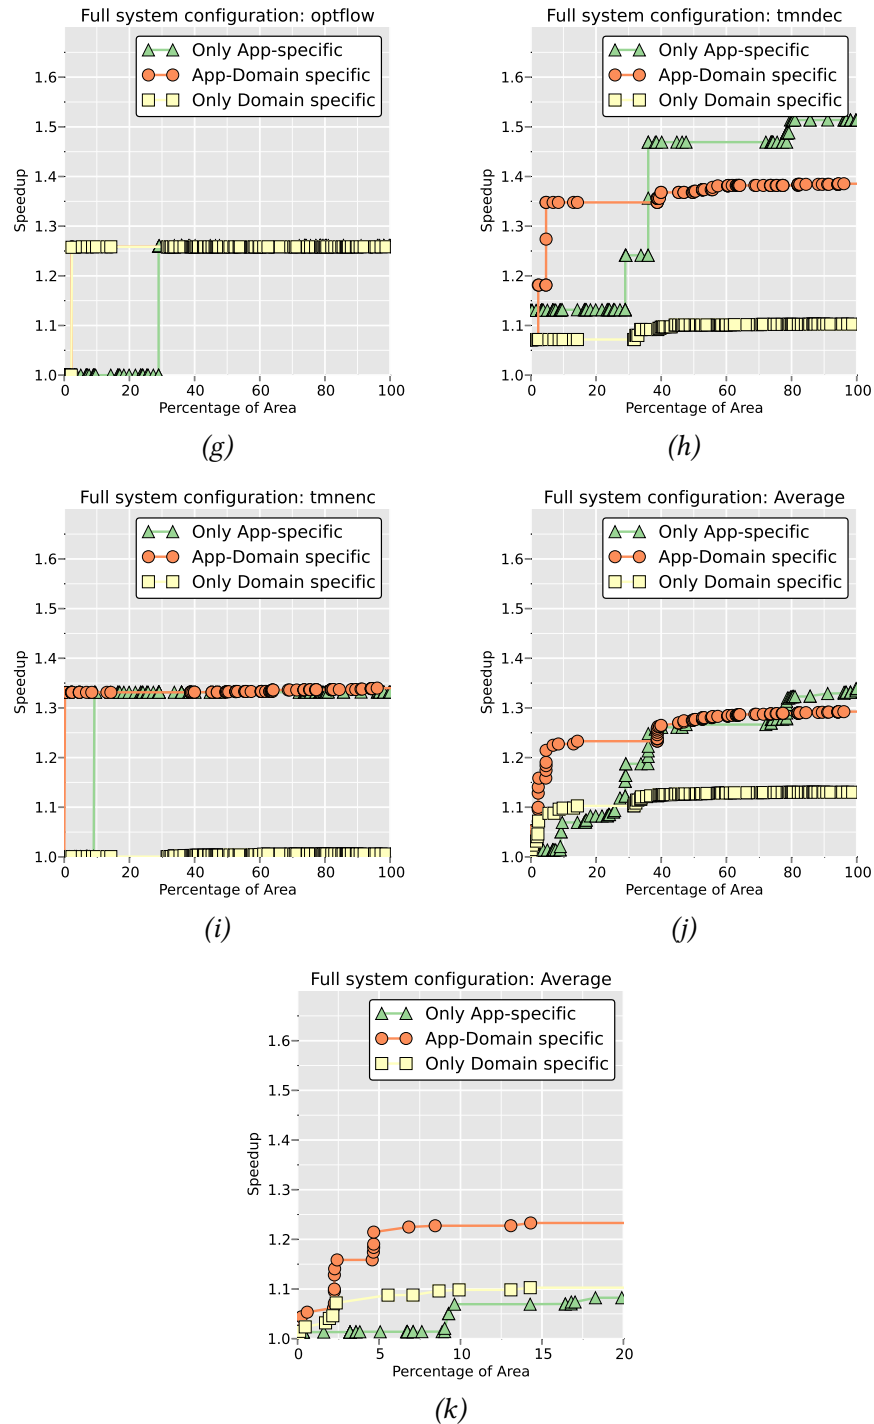 Full system configuration: optflow
Only App-specific
App-Domain specific
Only Domain specific
1.6
1.5
1.4
1.3
1.2
1.1
1.0
Speedup
0 20 40 60 80 100
Percentage of Area
(g)
Full system configuration: tmndec
Only App-specific
App-Domain specific
Only Domain specific
1.6
1.5
1.4
1.3
1.2
1.1
1.0
Speedup
0 20 40 60 80 100
Percentage of Area
(h)
Full system configuration: tmnenc
Only App-specific
App-Domain specific
Only Domain specific
1.6
1.5
1.4
1.3
1.2
1.1
1.0
Speedup
0 20 40 60 80 100
Percentage of Area
(i)
Full system configuration: Average
Only App-specific
App-Domain specific
Only Domain specific
1.6
1.5
1.4
1.3
1.2
1.1
1.0
Speedup
0 20 40 60 80 100
Percentage of Area
(j)
Full system configuration: Average
Only App-specific
App-Domain specific
Only Domain specific
1.6
1.5
1.4
1.3
1.2
1.1
1.0
Speedup
0 5 10 15 20
Percentage of Area
(k)